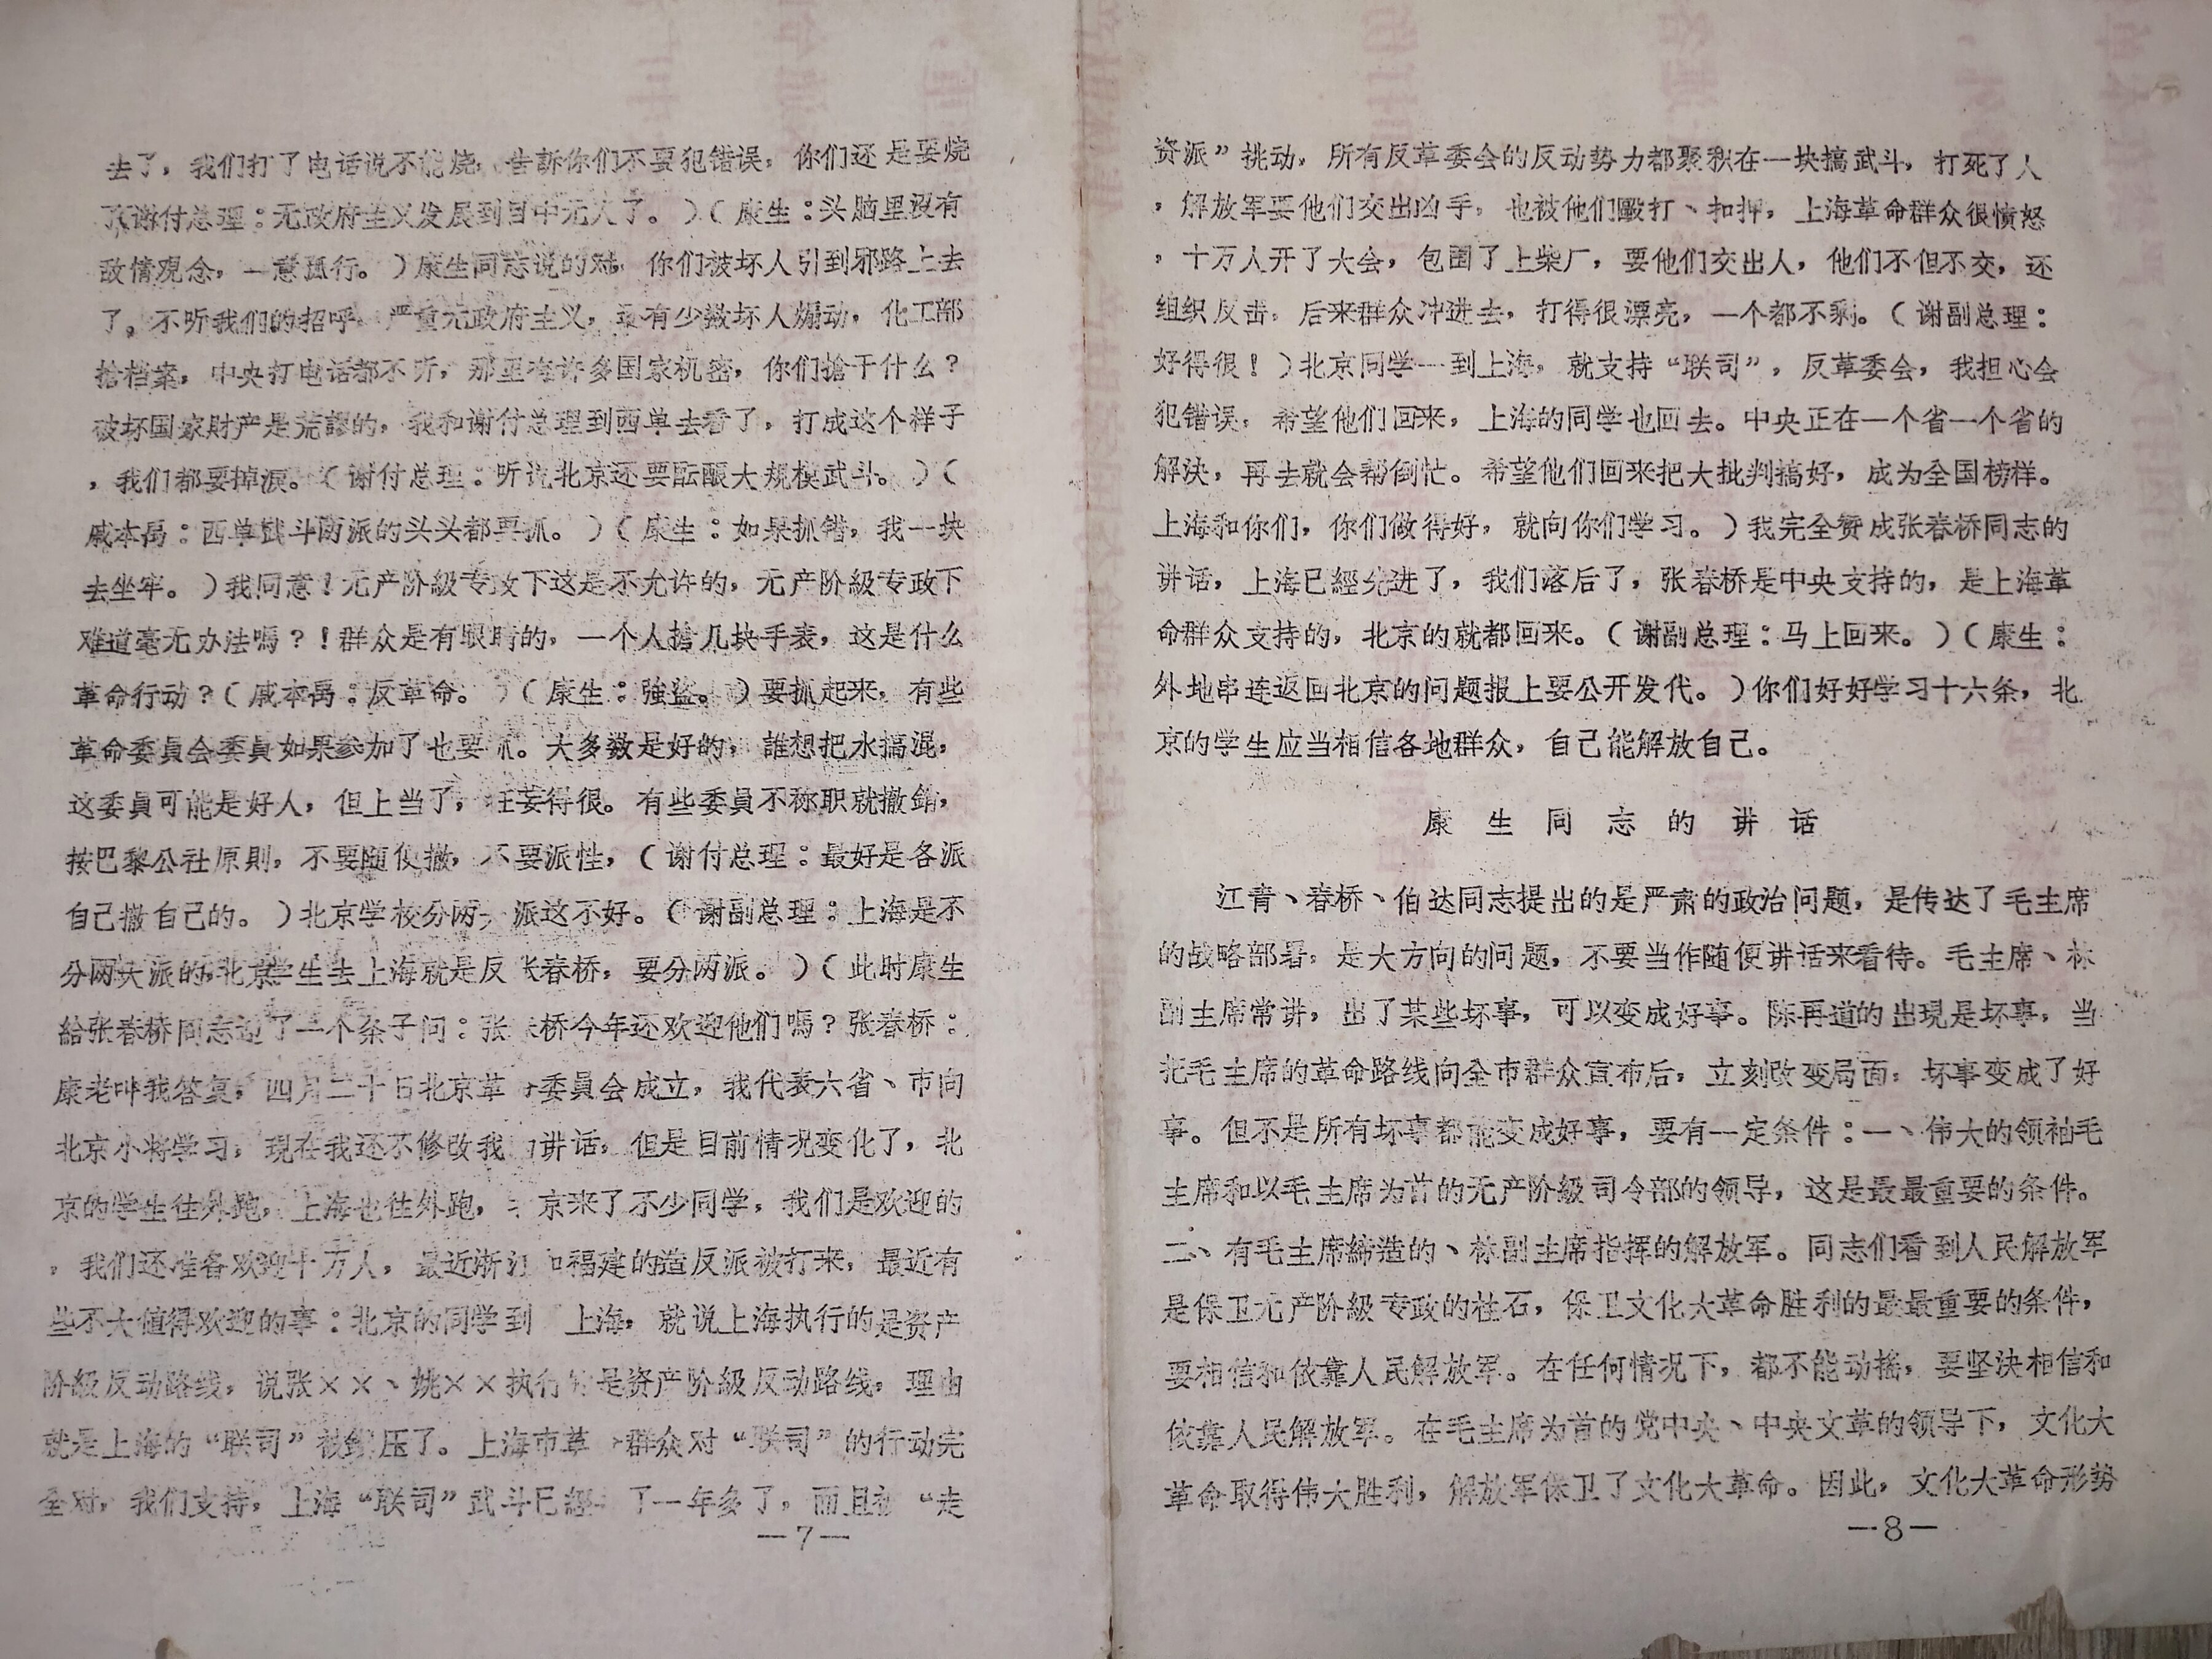 去了，我们打了电话说不能烧，告訴你们不要犯错误，你们还是要烧
了谢付总理：无政府主义发展到目中无人了。）（康生：头脑里沒有
敌情观念，一意孤行。）康生同志说的对，你们被坏人引到邪路上去
了。不听我们的招呼，严重无政府主义，还有少数坏人煽动，化工部
搶档案，中央打电话都不听，那里有许多国家机密，你们搶干什么？
破坏国家财产是荒謬的，我和谢付总理到西单去看了，打成这个样子
，我们都要掉淚。（谢付总理：听说北京还要酝酿大规模武斗。）（
戚本禹：西单武斗两派的头头都要抓。）（康生：如果抓错，我一块
去坐牢。）我同意！无产阶級专政下这是不允许的，无产阶級专政下
难道毫无办法嗎？！群众是有眼睛的，一个人搶几块手表，这是什么
革命行动？（戚本禹：反革命。）（康生：強盗。）要抓起来，有些
革命委員会委員如果参加了也要抓。大多数是好的，誰想把水搞混，
这委員可能是好人，但上当了，狂妄得很。有些委員不称职就撤銷，
按巴黎公社原則，不要随便撤，不要派性，（谢付总理：最好是各派
自己撤自己的。）北京学校分两大派这不好。（谢副总理：上海是不
分两大派的，北京学生去上海就是反张春桥，要分两派。）（此时康生
給张春桥同志递了一个条子问：张春桥今年还欢迎他们嗎？张春桥：
康老叫我答复，四月二十日北京革命委員会成立，我代表六省、市向
北京小将学习，現在我还不修改我的讲话，但是目前情况变化了，北
京的学生往外跑，上海也往外跑，北京来了不少同学，我们是欢迎的
，我们还准备欢迎十万人，最近浙江和福建的造反派被打来，最近有
些不大值得欢迎的事：北京的同学到上海，就说上海执行的是资产
阶級反动路线，说张××、姚××执行的是资产阶級反动路线，理由
就是上海的“联司”被鎮压了。上海市革命群众对“联司”的行动完
全对，我们支持，上海“联司”武斗已經 了一年多了，而且被“走
—7—
资派”挑动，所有反革委会的反动势力都聚积在一块搞武斗，打死了人
，解放军要他们交出凶手，也被他们毆打、扣押，上海革命群众很愤怒
，十万人开了大会，包围了上柴厂，要他们交出人，他们不但不交，还
组织反击，后来群众冲进去，打得很漂亮，一个都不剩。（谢副总理：
好得很！）北京同学一到上海，就支持“联司”，反革委会，我担心会
犯错误，希望他们回来，上海的同学也回去。中央正在一个省一个省的
解决，再去就会帮倒忙。希望他们回来把大批判搞好，成为全国榜样。
上海和你们，你们做得好，就向你们学习。）我完全赞成张春桥同志的
讲话，上海已經先进了，我们落后了，张春桥是中央支持的，是上海革
命群众支持的，北京的就都回来。（谢副总理：马上回来。）（康生：
外地串连返回北京的问题报上要公开发代。）你们好好学习十六条，北
京的学生应当相信各地群众，自己能解放自己。
康生同志的讲话
江青、春桥、伯达同志提出的是严肃的政治问题，是传达了毛主席
的战略部署，是大方向的问题，不要当作随便讲话来看待。毛主席、林
副主席常讲，出了某些坏事，可以变成好事。陈再道的出現是坏事，当
把毛主席的革命路线向全市群众宣布后，立刻改变局面，坏事变成了好
事。但不是所有坏事都能变成好事，要有一定条件：一、伟大的领袖毛
主席和以毛主席为首的无产阶級司令部的领导，这是最最重要的条件。
二、有毛主席締造的、林副主席指挥的解放军。同志们看到人民解放军
是保卫无产阶級专政的柱石，保卫文化大革命胜利的最最重要的条件，
要相信和依靠人民解放军。在任何情况下，都不能动摇，要坚決相信和
依靠人民解放军。在毛主席为首的党中央、中央文革的领导下，文化大
革命取得伟大胜利，解放军保卫了文化大革命。因此，文化大革命形势
—8—